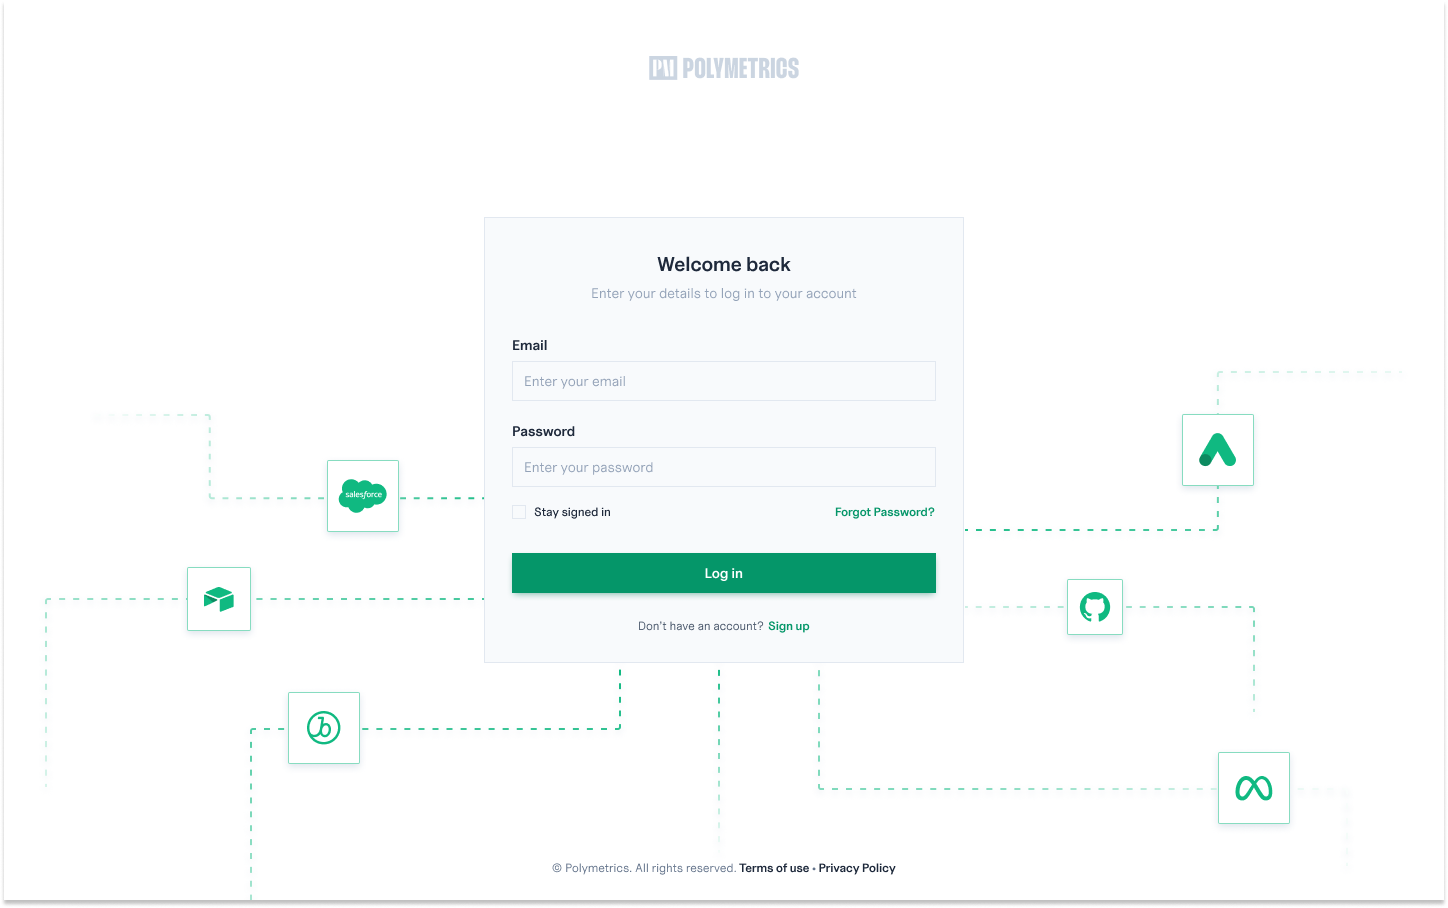 PM POLYMETRICS
Welcome back
Enter your details to log in to your account
Email
Enter your email
Password
Enter your password
Stay signed in
Forgot Password?
salesforce
Log in
Don't have an account? Sign up
b
© Polymetrics. All rights reserved. Terms of use • Privacy Policy